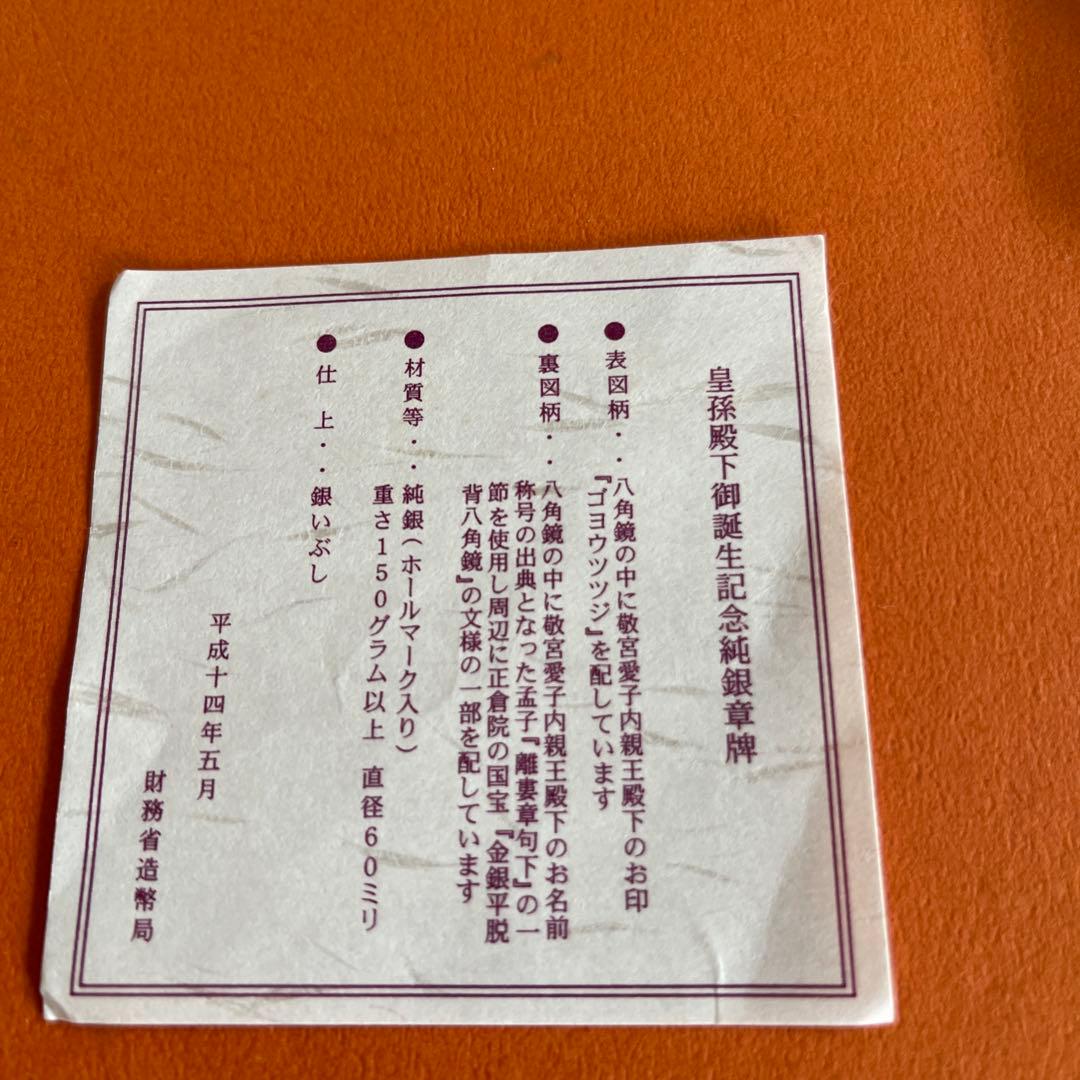 皇孫殿下御誕生記念純銀章牌
●表図柄・・八角鏡の中に敬宮愛子内親王殿下のお印
『ゴヨウツツジ』を配しています
●裏図柄・・八角鏡の中に敬宮愛子内親王殿下のお名前
称号の出典となった孟子『離婁章句下』の一
節を使用し周辺に正倉院の国宝『金銀平脱
背八角鏡』の文様の一部を配しています
●材質等・・純銀(ホールマーク入り)
重さ150グラム以上 直径60ミリ
●仕 上・・銀いぶし
平成十四年五月
財務省造幣局